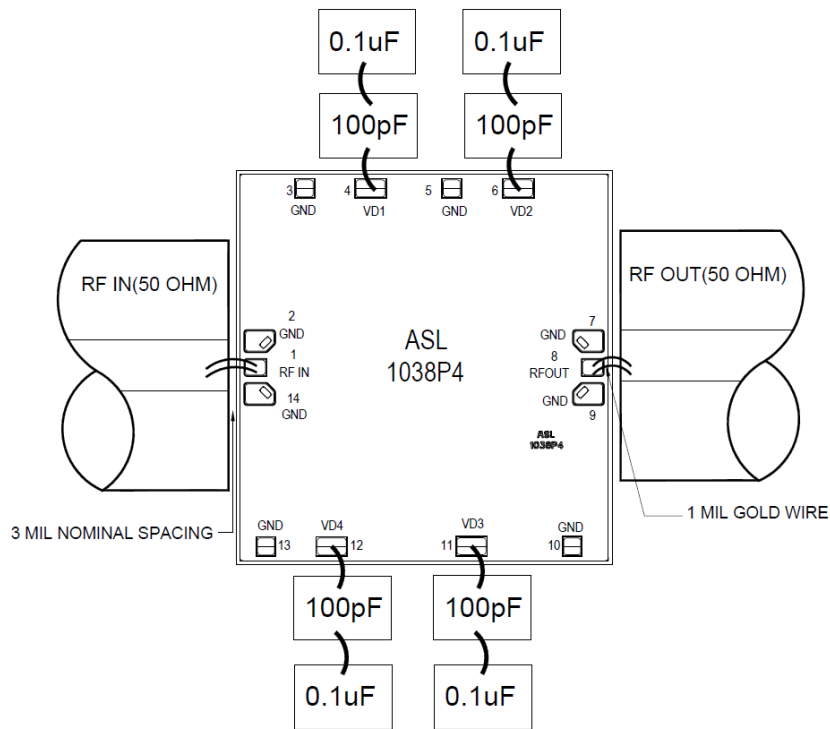 0.1uF
0.1uF
100pF
100pF
3
4
5
6
GND
VD1
GND
VD2
RF IN(50 OHM)
RF OUT(50 OHM)
2
GND
1
RF IN
14
GND
ASL
1038P4
7
GND
8
RFOUT
GND
9
ASL
1038P4
3 MIL NOMINAL SPACING
1 MIL GOLD WIRE
GND
VD4
VD3
GND
13
12
11
10
100pF
100pF
0.1uF
0.1uF